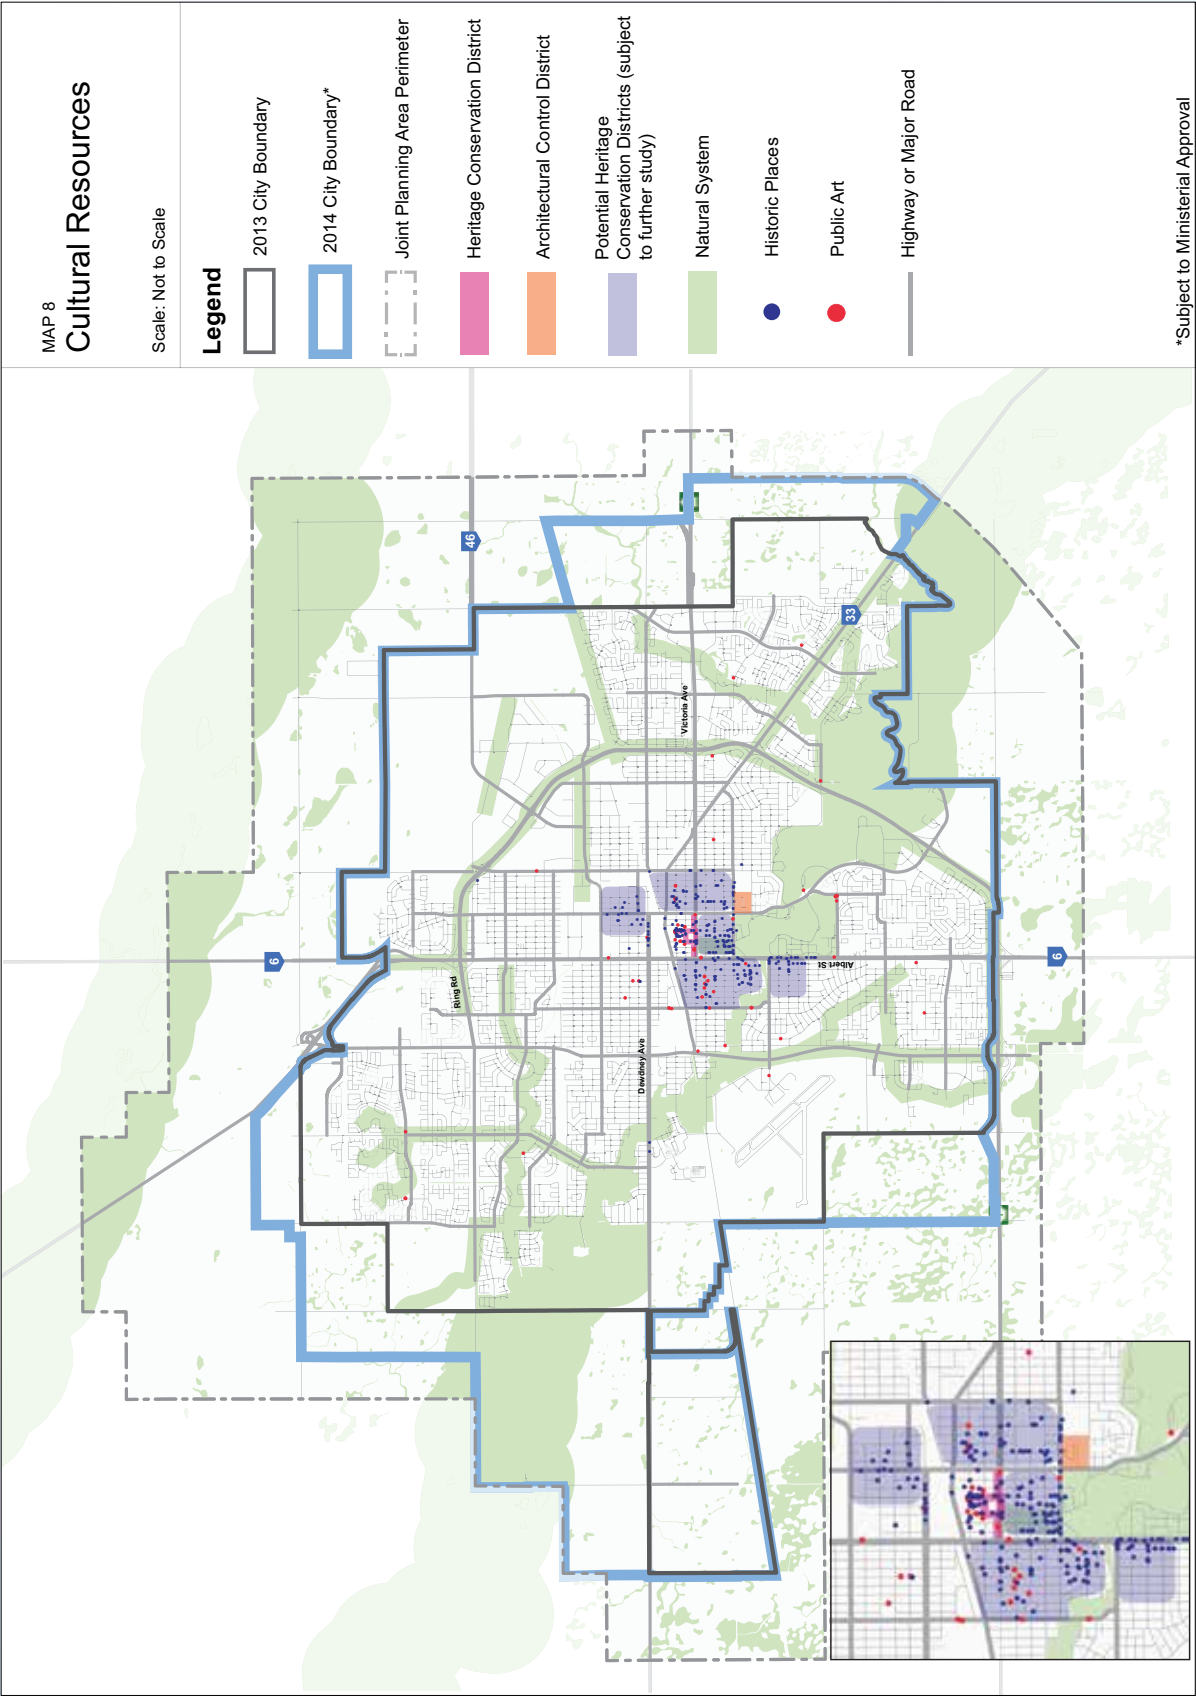 MAP 8
Cultural Resources
Scale: Not to Scale
Legend
2013 City Boundary
2014 City Boundary*
Joint Planning Area Perimeter
Heritage Conservation District
Architectural Control District
Potential Heritage
Conservation Districts (subject
to further study)
Natural System
Historic Places
Public Art
Highway or Major Road
*Subject to Ministerial Approval
46
33
6
6
Victoria Ave
Ring Rd
Albert St
Dewdney Ave